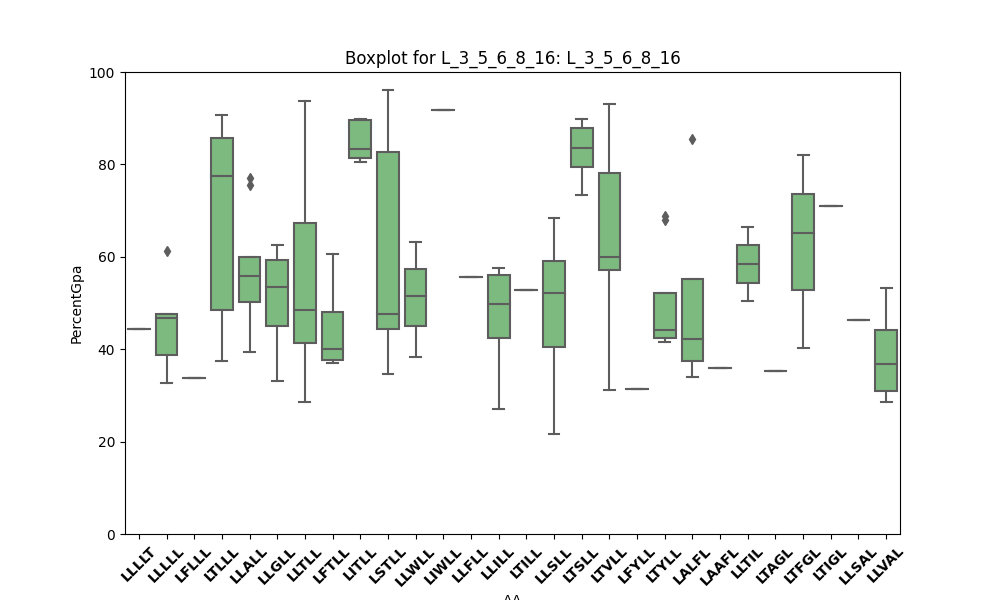 Boxplot for L_3_5_6_8_16: L_3_5_6_8_16
100
80
60
40
20
0
PercentGpa
LLLLT LLLLL LFLLL LTLLL LLALL LLGLL LLTLL LFTLL LITLL LSTLL LLWLL LIWLL LLFLL LLILL LTILL LLSLL LTSLL LTVLL LFYLL LTYLL LALFL LAAFL LLTIL LTAGL LTFGL LTIGL LLSAL LLVAL
AA